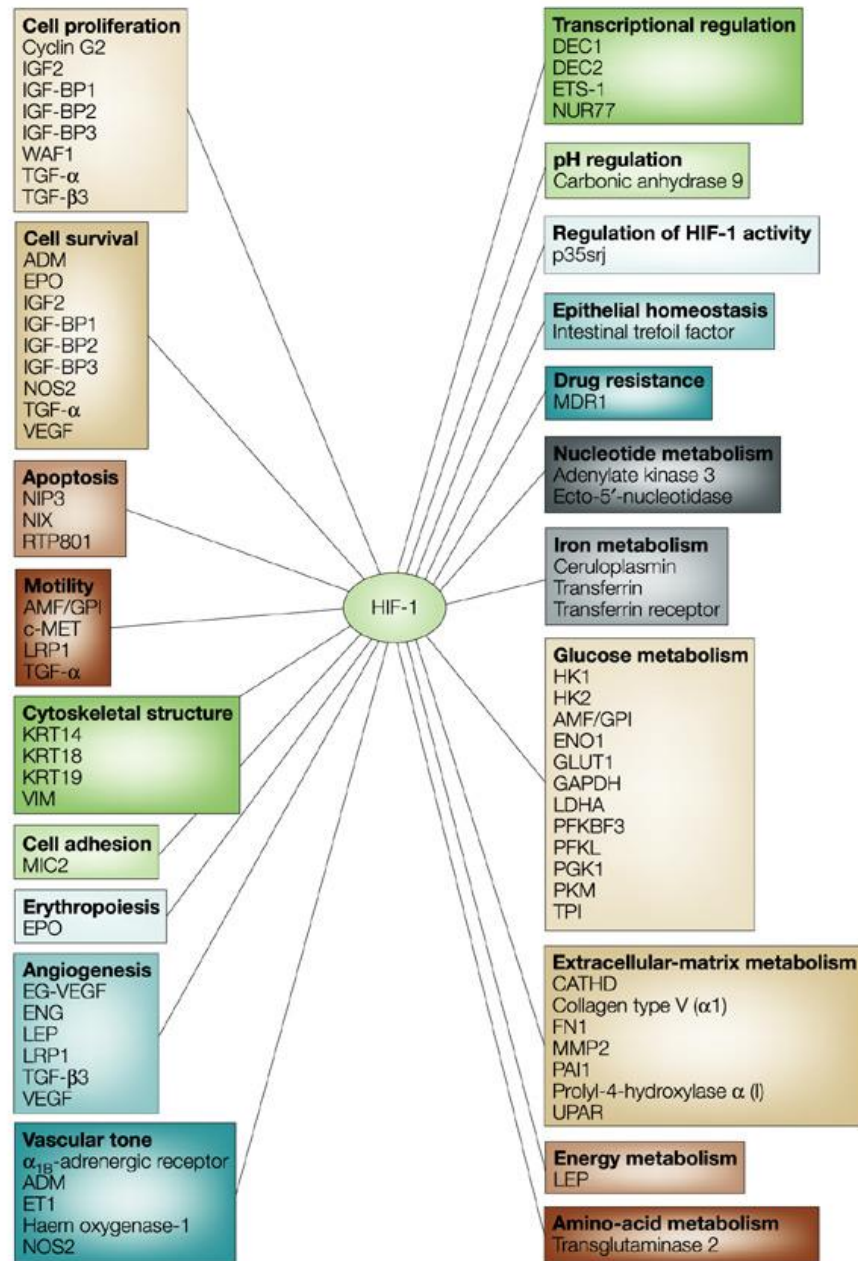 Cell proliferation
Cyclin G2
IGF2
IGF-BP1
IGF-BP2
IGF-BP3
WAF1
TGF-α
TGF-β3
Cell survival
ADM
EPO
IGF2
IGF-BP1
IGF-BP2
IGF-BP3
NOS2
TGF-α
VEGF
Apoptosis
NIP3
NIX
RTP801
Motility
AMF/GPI
c-MET
LRP1
TGF-α
Cytoskeletal structure
KRT14
KRT18
KRT19
VIM
Cell adhesion
MIC2
Erythropoiesis
EPO
Angiogenesis
EG-VEGF
ENG
LEP
LRP1
TGF-β3
VEGF
Vascular tone
α1B-adrenergic receptor
ADM
ET1
Haem oxygenase-1
NOS2
HIF-1
Transcriptional regulation
DEC1
DEC2
ETS-1
NUR77
pH regulation
Carbonic anhydrase 9
Regulation of HIF-1 activity
p35srj
Epithelial homeostasis
Intestinal trefoil factor
Drug resistance
MDR1
Nucleotide metabolism
Adenylate kinase 3
Ecto-5′-nucleotidase
Iron metabolism
Ceruloplasmin
Transferrin
Transferrin receptor
Glucose metabolism
HK1
HK2
AMF/GPI
ENO1
GLUT1
GAPDH
LDHA
PFKBF3
PFKL
PGK1
PKM
TPI
Extracellular-matrix metabolism
CATHD
Collagen type V (α1)
FN1
MMP2
PAI1
Prolyl-4-hydroxylase α (I)
UPAR
Energy metabolism
LEP
Amino-acid metabolism
Transglutaminase 2